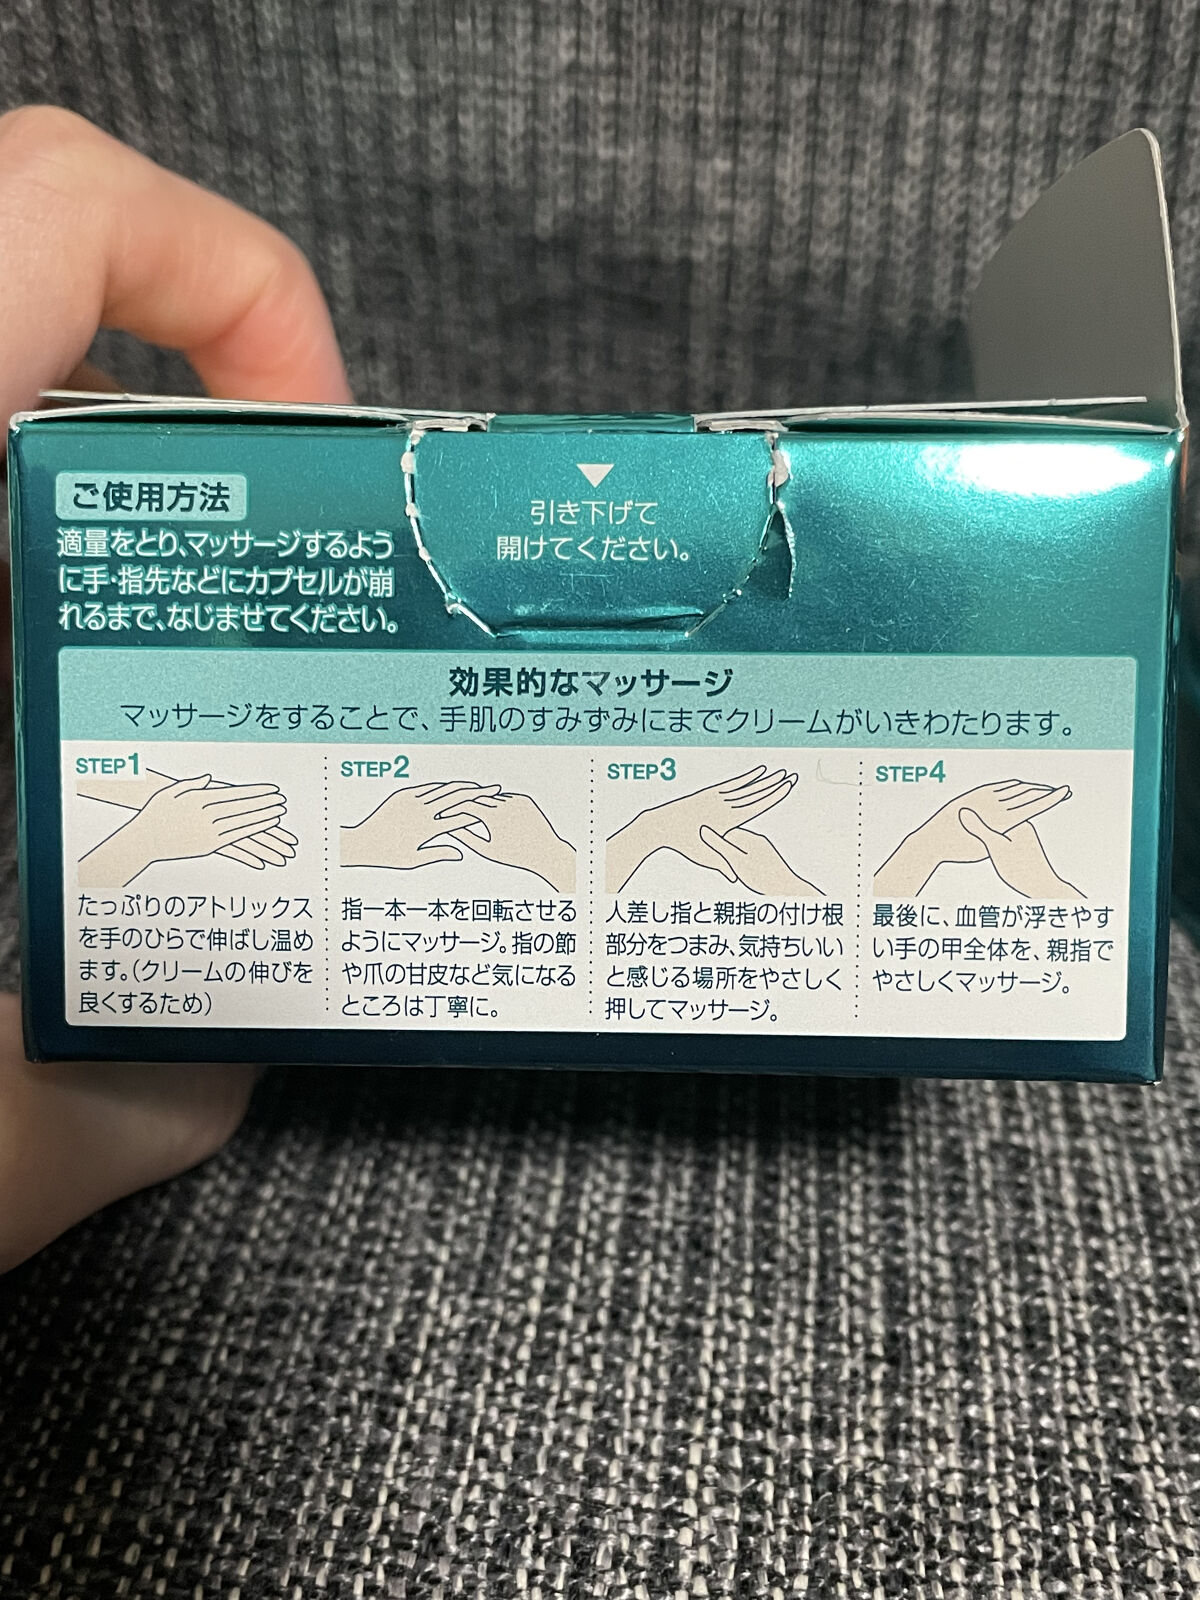 ▼
引き下げて
開けてください。
ご使用方法
適量をとり、マッサージするよう
に手・指先などにカプセルが崩
れるまで、なじませてください。
効果的なマッサージ
マッサージをすることで、手肌のすみずみにまでクリームがいきわたります。
STEP1
たっぷりのアトリックス
を手のひらで伸ばし温め
ます。(クリームの伸びを
良くするため)
STEP2
指一本一本を回転させる
ようにマッサージ。指の節
や爪の甘皮など気になる
ところは丁寧に。
STEP3
人差し指と親指の付け根
部分をつまみ、気持ちいい
と感じる場所をやさしく
押してマッサージ。
STEP4
最後に、血管が浮きやす
い手の甲全体を、親指で
やさしくマッサージ。